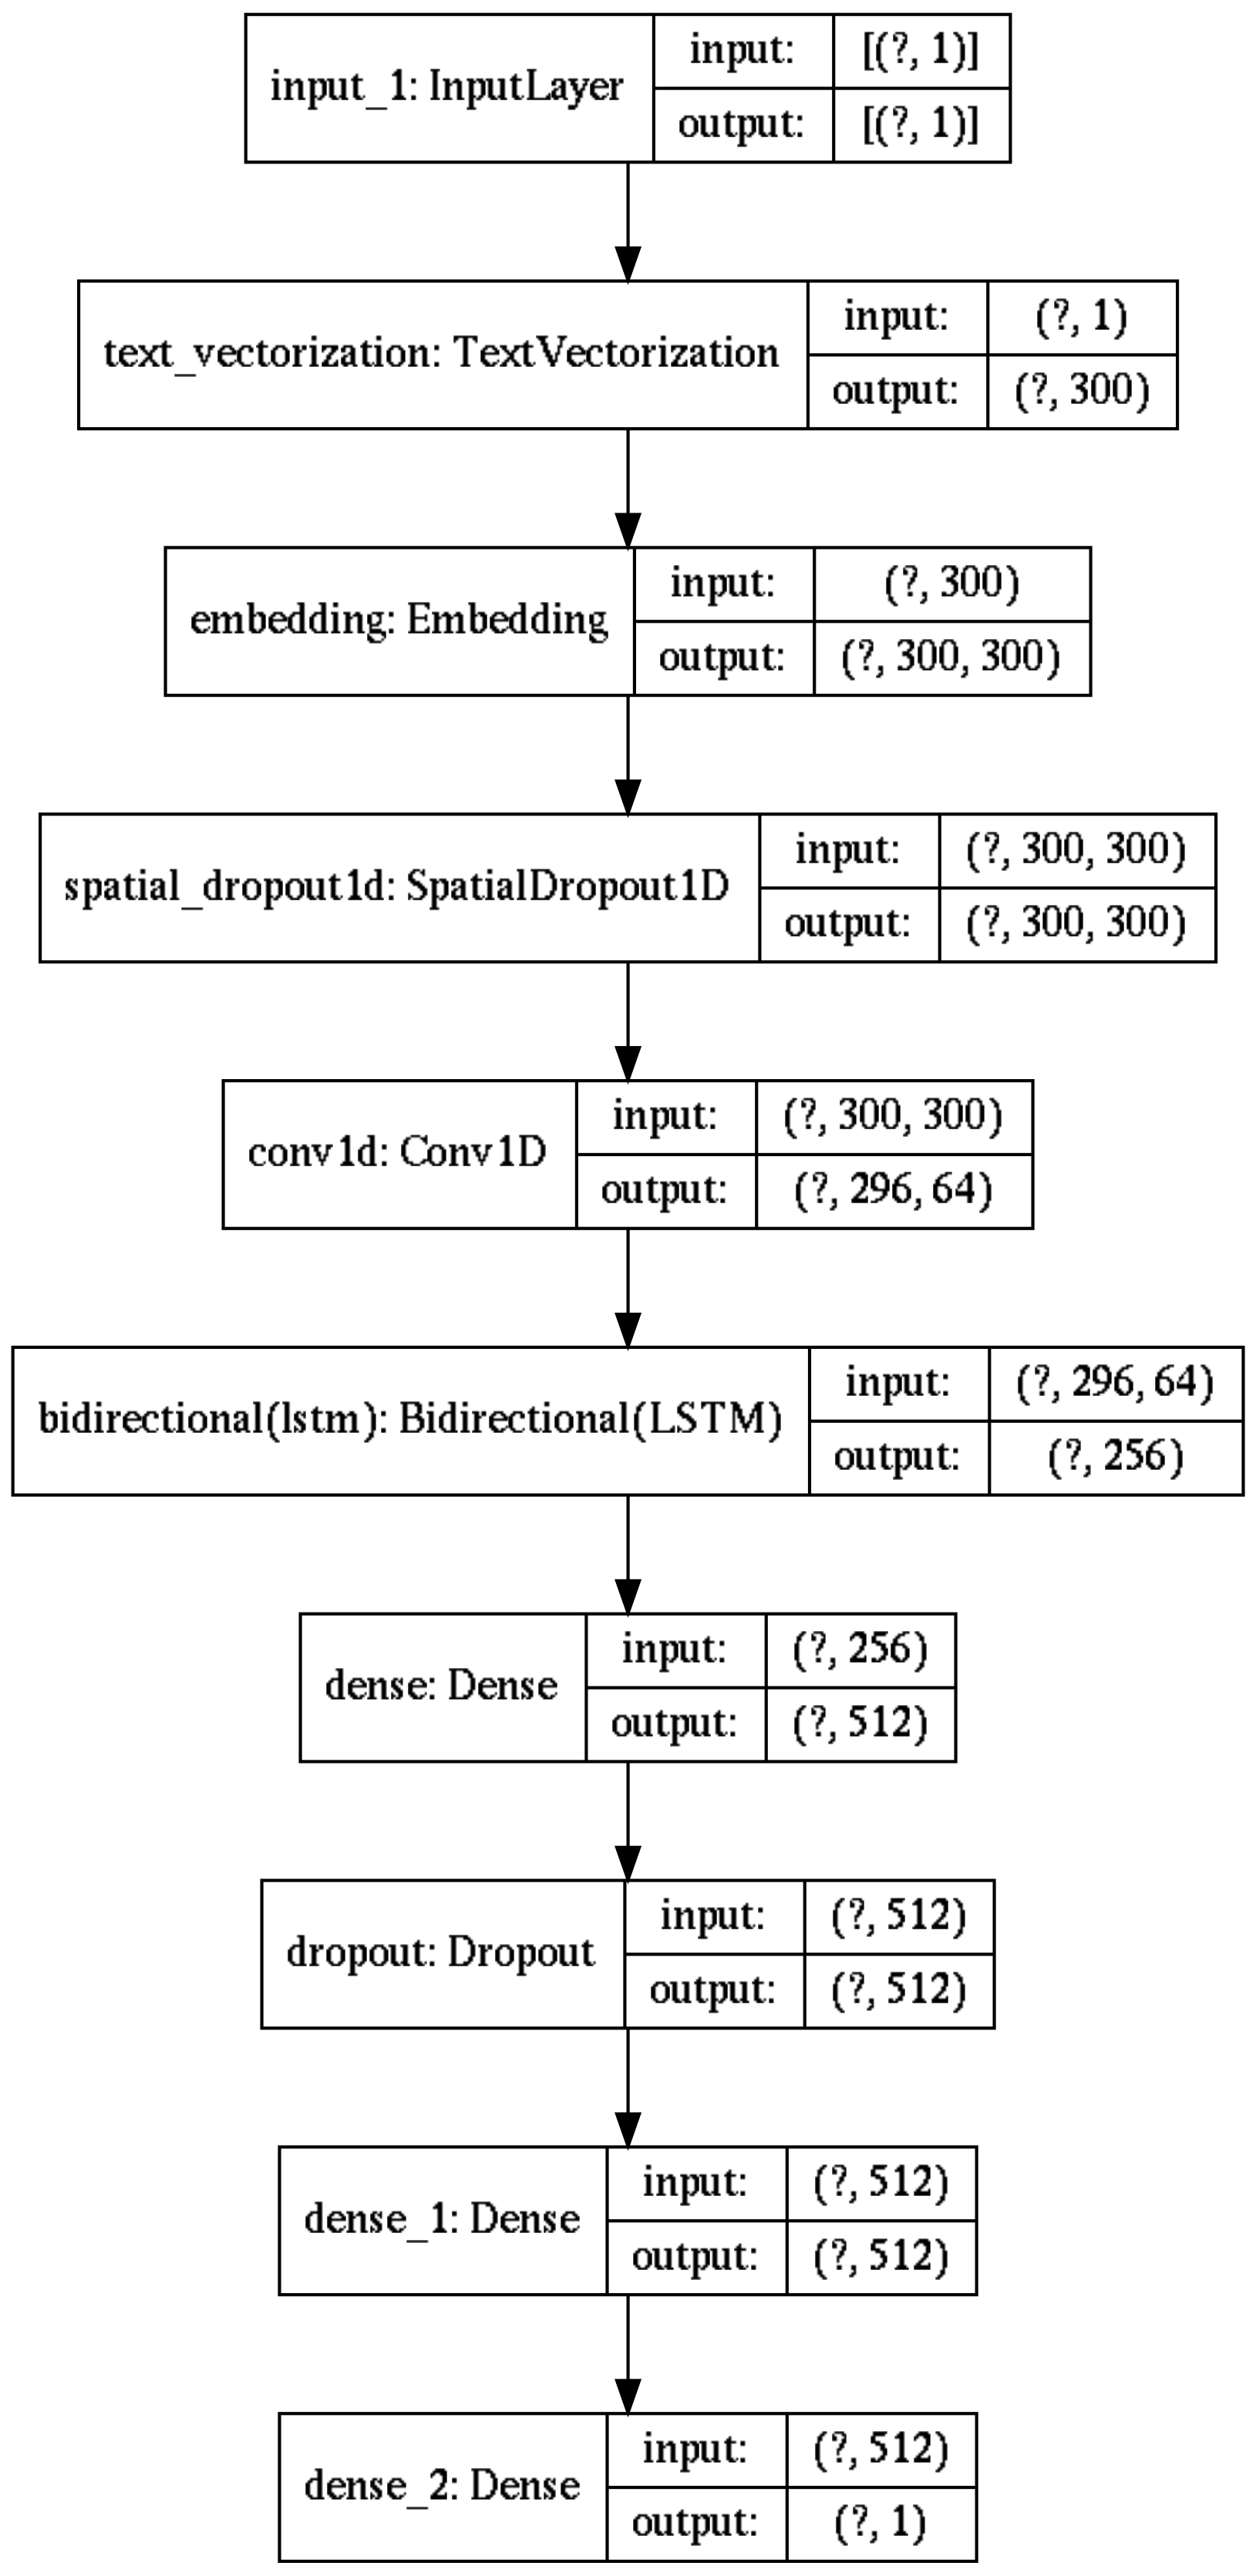 input_1: InputLayer
input: [(?, 1)]
output: [(?, 1)]
text_vectorization: TextVectorization
input: (?, 1)
output: (?, 300)
embedding: Embedding
input: (?, 300)
output: (?, 300, 300)
spatial_dropout1d: SpatialDropout1D
input: (?, 300, 300)
output: (?, 300, 300)
conv1d: Conv1D
input: (?, 300, 300)
output: (?, 296, 64)
bidirectional(lstm): Bidirectional(LSTM)
input: (?, 296, 64)
output: (?, 256)
dense: Dense
input: (?, 256)
output: (?, 512)
dropout: Dropout
input: (?, 512)
output: (?, 512)
dense_1: Dense
input: (?, 512)
output: (?, 512)
dense_2: Dense
input: (?, 512)
output: (?, 1)